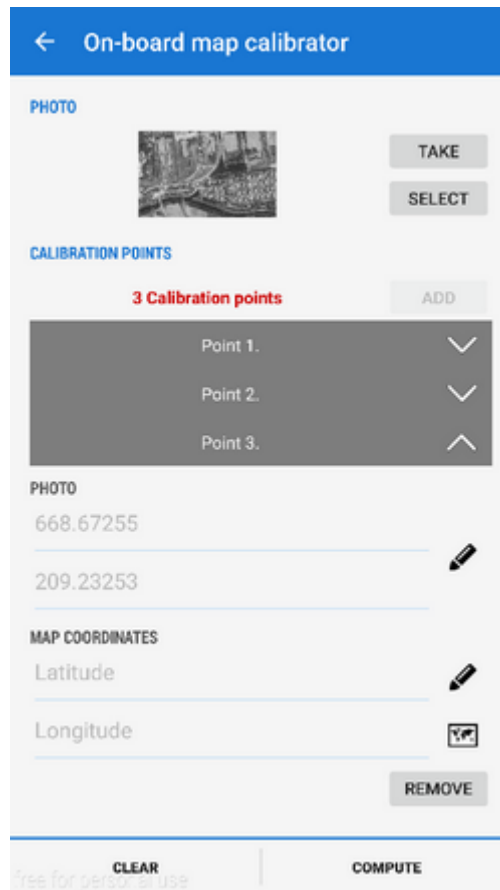 On-board map calibrator
PHOTO
TAKE
SELECT
CALIBRATION POINTS
3 Calibration points ADD
Point 1.
Point 2.
Point 3.
PHOTO
668.67255
209.23253
MAP COORDINATES
Latitude
Longitude
REMOVE
CLEAR COMPUTE
free for personal use